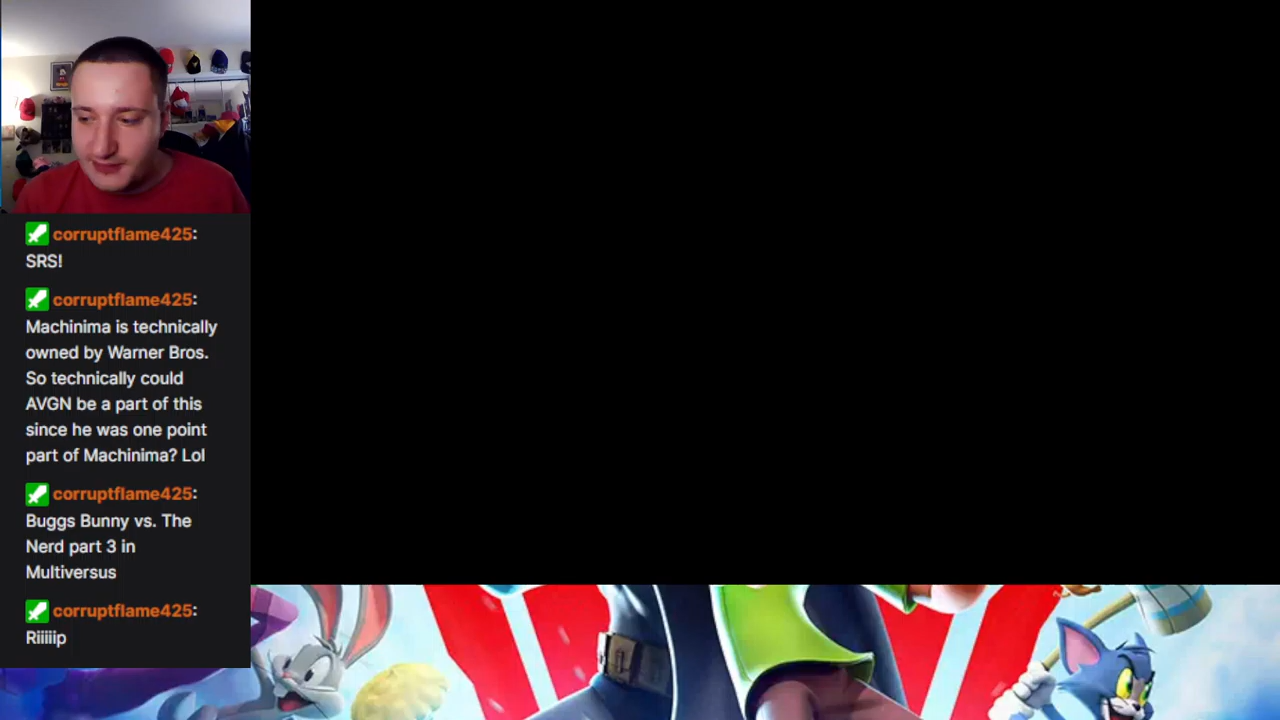 corruptflame425:
SRS!
corruptflame425:
Machinima is technically
owned by Warner Bros.
So technically could
AVGN be a part of this
since he was one point
part of Machinima? Lol
corruptflame425:
Buggs Bunny vs. The
Nerd part 3 in
Multiversus
corruptflame425:
Riiiiip